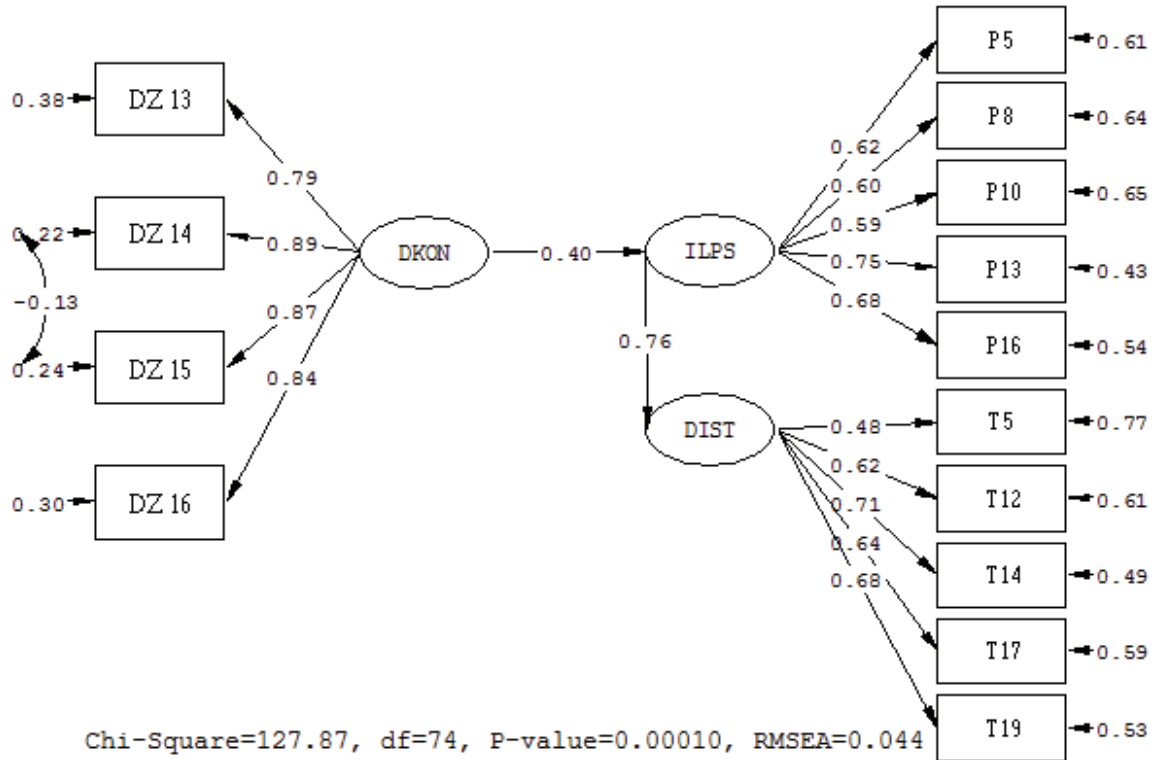 P5
0.61
0.38
DZ 13
P8
0.64
0.62
0.79
0.60
P10
0.65
0.22
DZ 14
0.89
DKON
0.40
ILPS
0.59
0.75
P13
0.43
-0.13
0.87
0.68
0.76
P16
0.54
0.24
DZ 15
0.84
DIST
0.48
T5
0.77
0.62
0.30
DZ 16
0.71
T12
0.61
0.64
0.68
T14
0.49
T17
0.59
Chi-Square=127.87, df=74, P-value=0.00010, RMSEA=0.044
T19
0.53